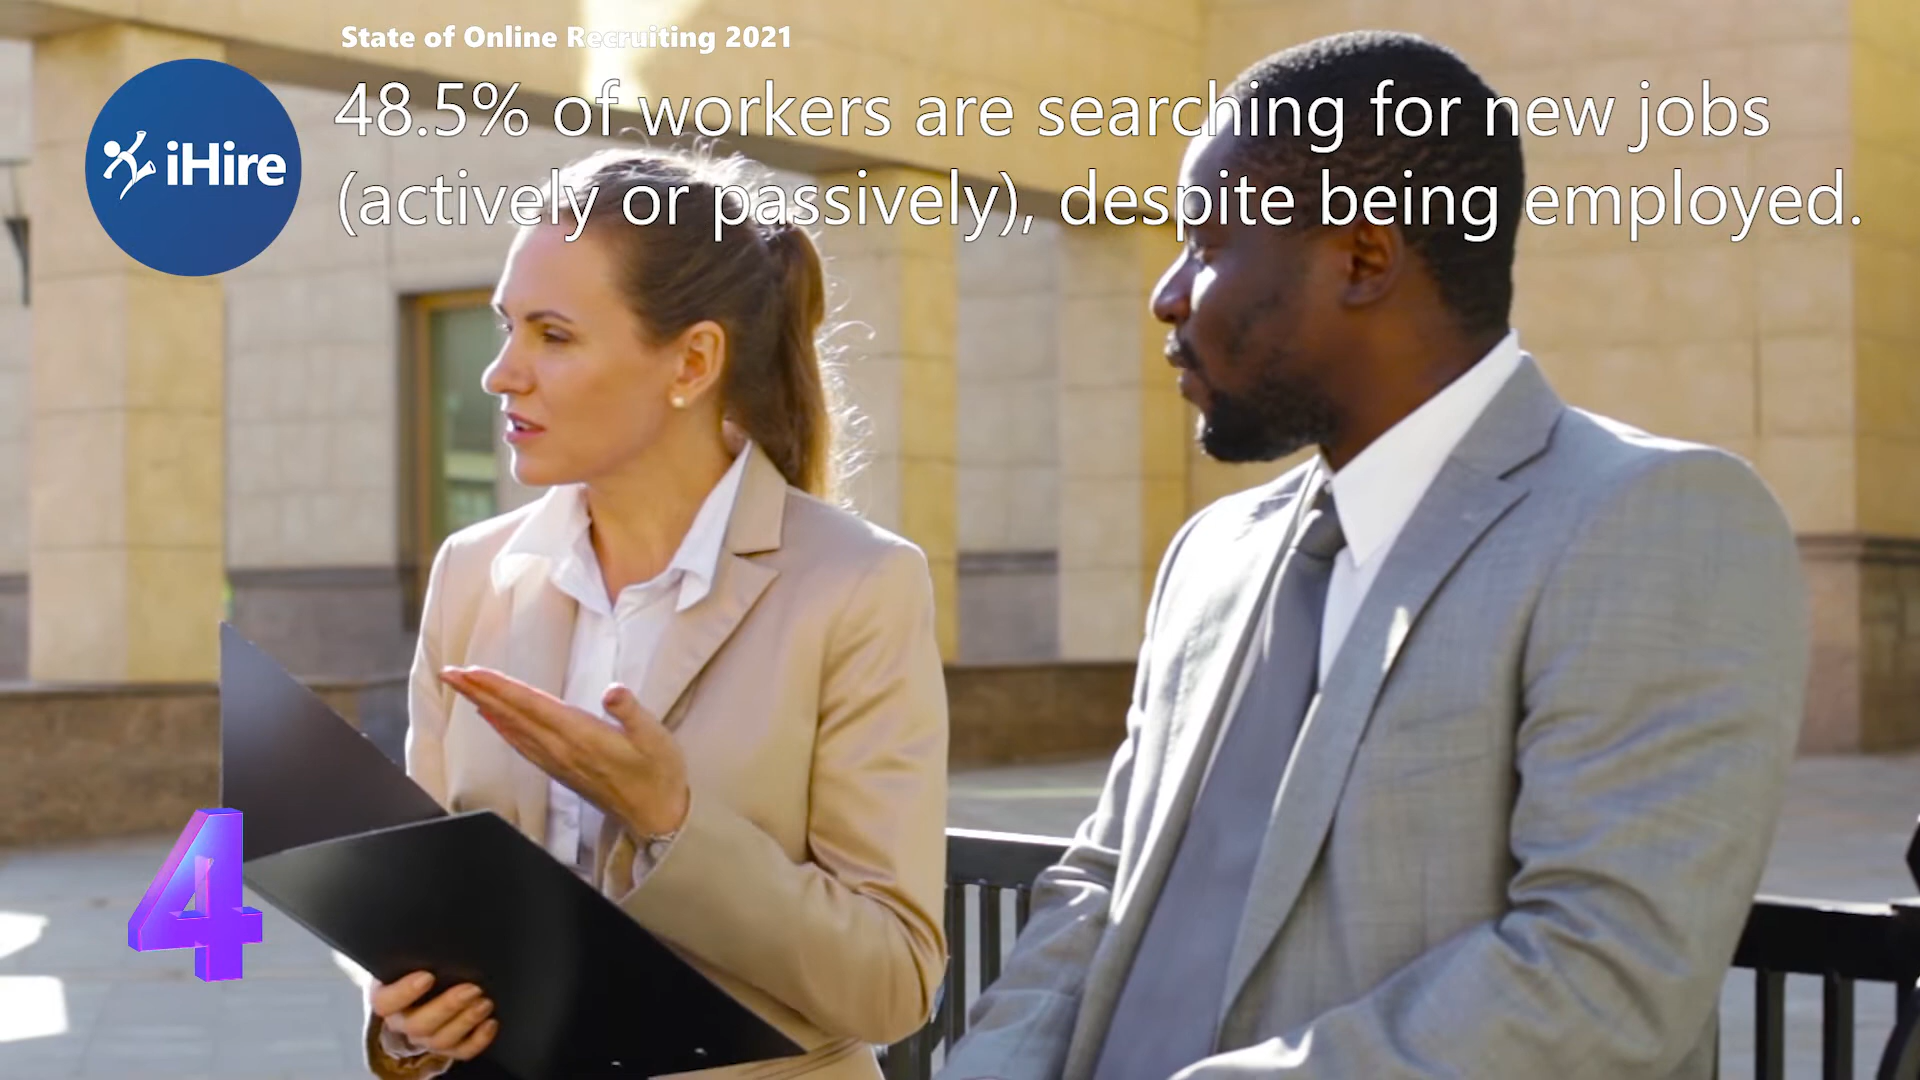 State of Online Recruiting 2021
iHire
48.5% of workers are searching for new jobs
(actively or passively), despite being employed.
4